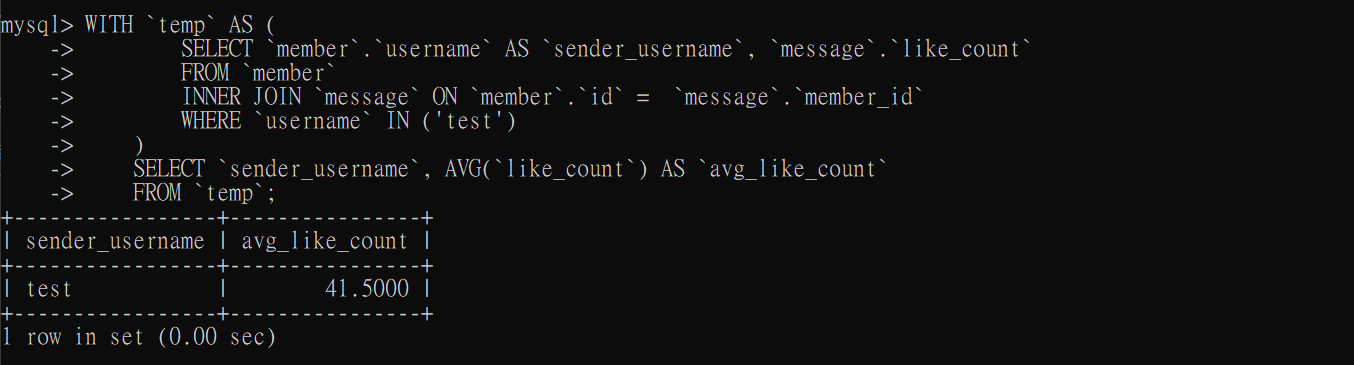 mysql> WITH `temp` AS (
    ->         SELECT `member`.`username` AS `sender_username`, `message`.`like_count`
    ->         FROM `member`
    ->         INNER JOIN `message` ON `member`.`id` =  `message`.`member_id`
    ->         WHERE `username` IN ('test')
    ->     )
    ->     SELECT `sender_username`, AVG(`like_count`) AS `avg_like_count`
    ->     FROM `temp`;
+-----------------+----------------+
| sender_username | avg_like_count |
+-----------------+----------------+
| test            |        41.5000 |
+-----------------+----------------+
1 row in set (0.00 sec)